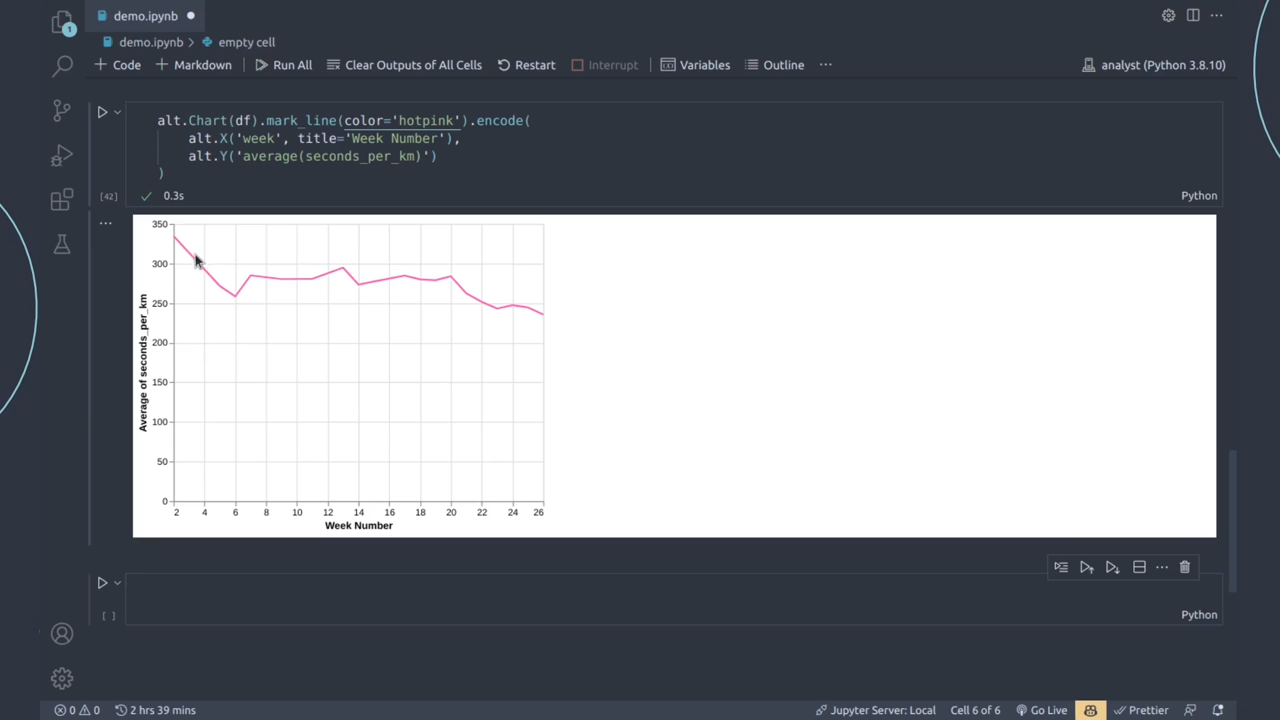 demo.ipynb
1
demo.ipynb > empty cell
+ Code + Markdown Run All Clear Outputs of All Cells Restart Interrupt Variables Outline ··· analyst (Python 3.8.10)
alt.Chart(df).mark_line(color='hotpink').encode(
alt.X('week', title='Week Number'),
alt.Y('average(seconds_per_km)')
)
[42] 0.3s Python
350
300
250
200
150
100
50
0
Average of seconds_per_km
2 4 6 8 10 12 14 16 18 20 22 24 26
Week Number
[ ] Python
0 0 2 hrs 39 mins Jupyter Server: Local Cell 6 of 6 Go Live Prettier